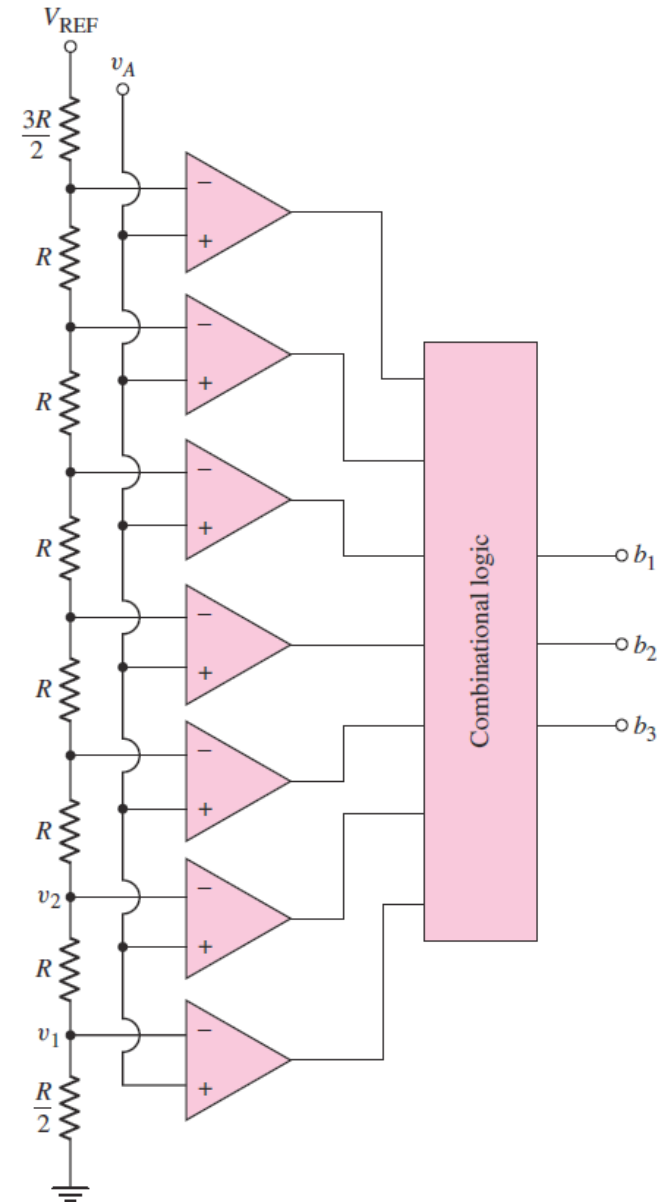 V_REF
v_A
3R/2
−
+
R
−
+
R
−
+
R
−
+
R
−
+
R
v_2
−
+
R
v_1
−
+
R/2
Combinational logic
b_1
b_2
b_3